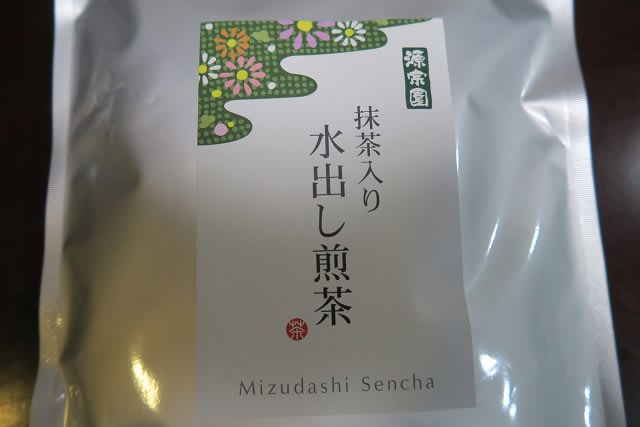 源宗園
抹茶入り
水出し煎茶
茶
Mizudashi Sencha